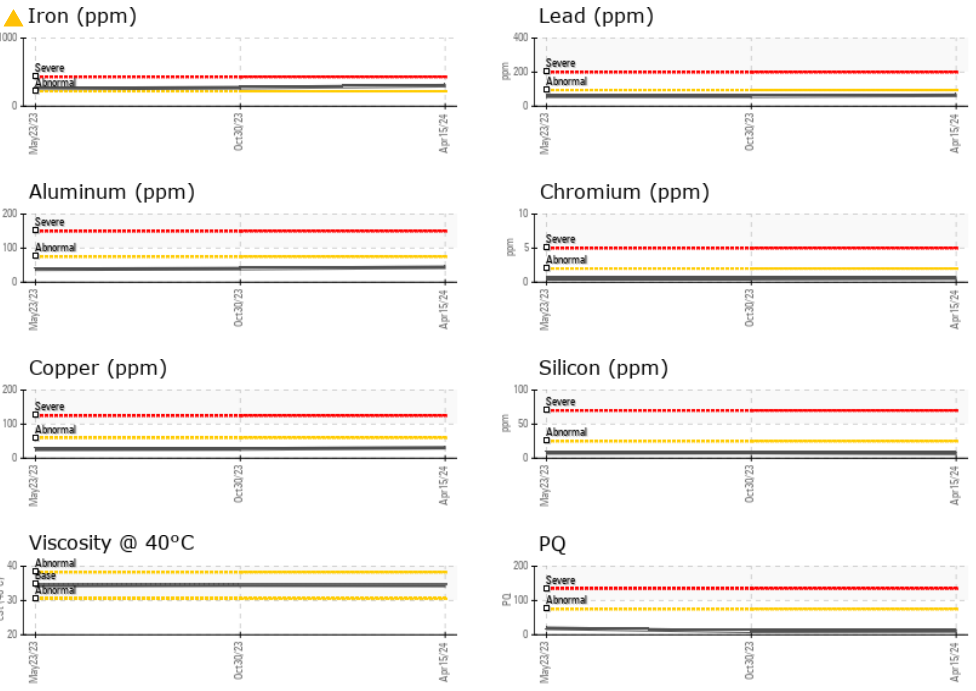 Iron (ppm)
1000
0
Severe
Abnormal
May23/23
Oct30/23
Apr15/24
Lead (ppm)
ppm
400
200
0
Severe
Abnormal
May23/23
Oct30/23
Apr15/24
Aluminum (ppm)
200
100
0
Severe
Abnormal
May23/23
Oct30/23
Apr15/24
Chromium (ppm)
ppm
10
5
0
Severe
Abnormal
May23/23
Oct30/23
Apr15/24
Copper (ppm)
200
100
0
Severe
Abnormal
May23/23
Oct30/23
Apr15/24
Silicon (ppm)
ppm
100
50
0
Severe
Abnormal
May23/23
Oct30/23
Apr15/24
Viscosity @ 40°C
40
30
20
Abnormal
Base
Abnormal
May23/23
Oct30/23
Apr15/24
PQ
PQ
200
100
0
Severe
Abnormal
May23/23
Oct30/23
Apr15/24